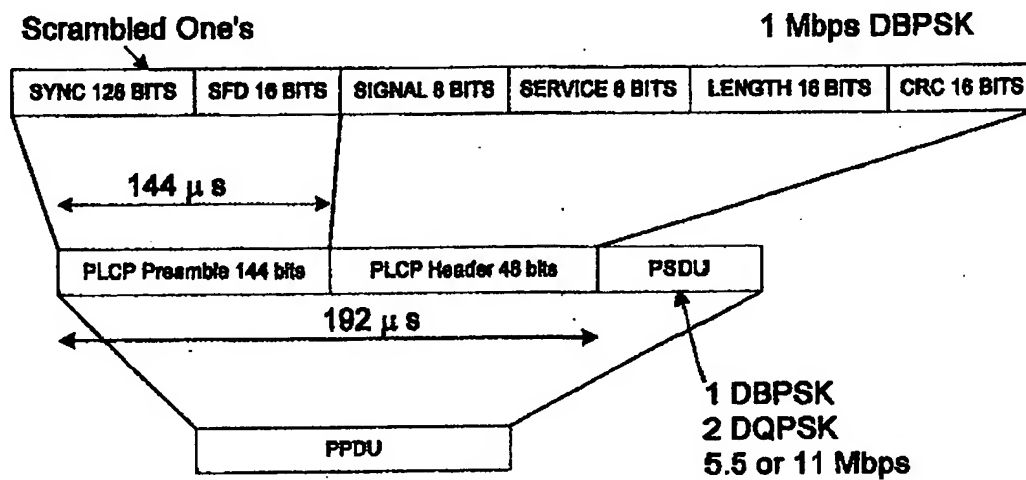 Scrambled One's
1 Mbps DBPSK
SYNC 128 BITS
SFD 16 BITS
SIGNAL 8 BITS
SERVICE 8 BITS
LENGTH 16 BITS
CRC 16 BITS
144 µ s
PLCP Preamble 144 bits
PLCP Header 48 bits
PSDU
192 µ s
1 DBPSK
2 DQPSK
5.5 or 11 Mbps
PPDU